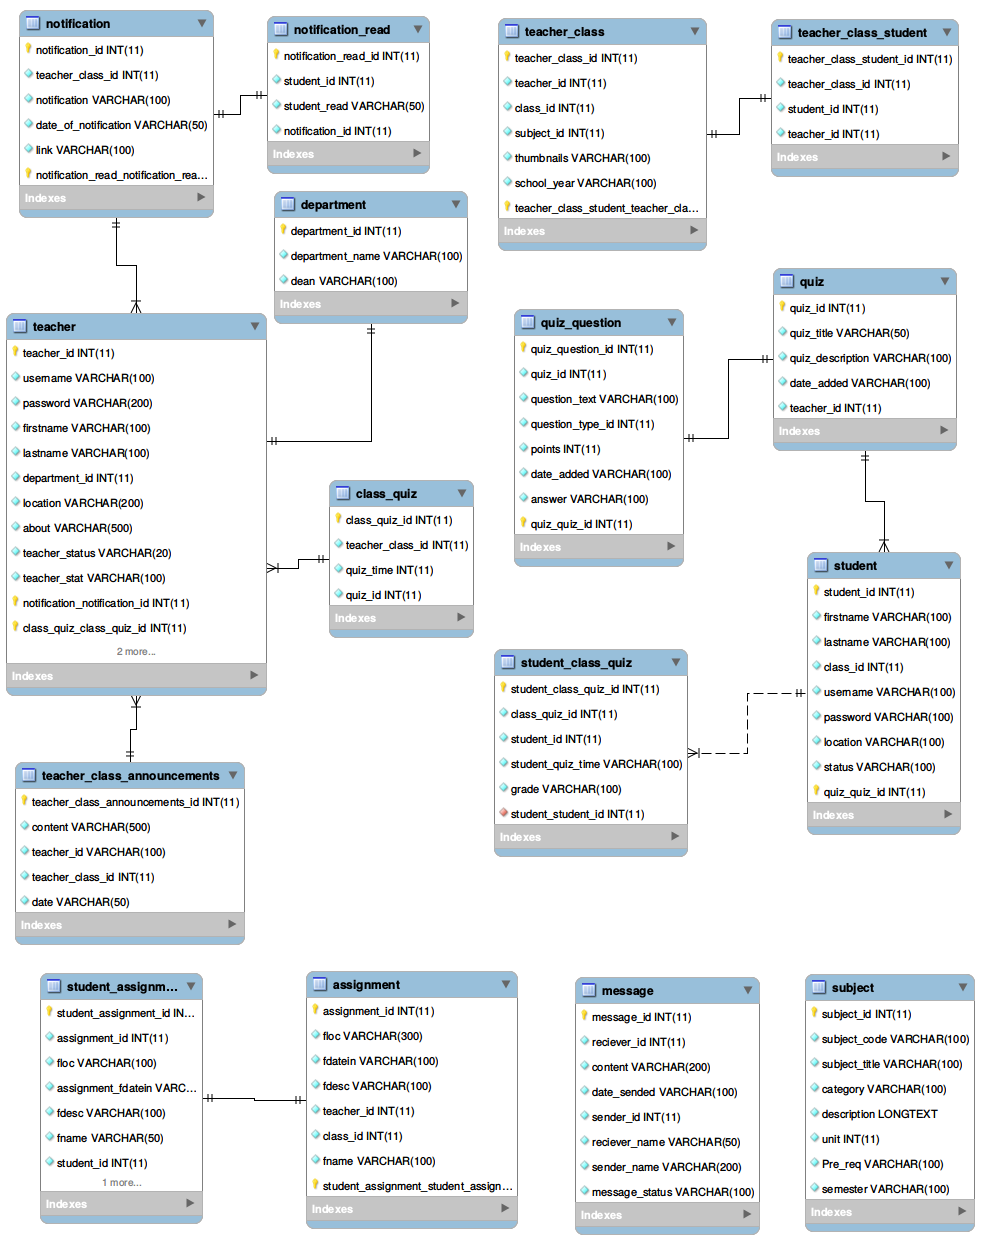 notification
notification_id INT(11)
teacher_class_id INT(11)
notification VARCHAR(100)
date_of_notification VARCHAR(50)
link VARCHAR(100)
notification_read_notification_rea...
Indexes
notification_read
notification_read_id INT(11)
student_id INT(11)
student_read VARCHAR(50)
notification_id INT(11)
Indexes
teacher_class
teacher_class_id INT(11)
teacher_id INT(11)
class_id INT(11)
subject_id INT(11)
thumbnails VARCHAR(100)
school_year VARCHAR(100)
teacher_class_student_teacher_cla...
Indexes
teacher_class_student
teacher_class_student_id INT(11)
teacher_class_id INT(11)
student_id INT(11)
teacher_id INT(11)
Indexes
department
department_id INT(11)
department_name VARCHAR(100)
dean VARCHAR(100)
Indexes
teacher
teacher_id INT(11)
username VARCHAR(100)
password VARCHAR(200)
firstname VARCHAR(100)
lastname VARCHAR(100)
department_id INT(11)
location VARCHAR(200)
about VARCHAR(500)
teacher_status VARCHAR(20)
teacher_stat VARCHAR(100)
notification_notification_id INT(11)
class_quiz_class_quiz_id INT(11)
2 more...
Indexes
quiz_question
quiz_question_id INT(11)
quiz_id INT(11)
question_text VARCHAR(100)
question_type_id INT(11)
points INT(11)
date_added VARCHAR(100)
answer VARCHAR(100)
quiz_quiz_id INT(11)
Indexes
quiz
quiz_id INT(11)
quiz_title VARCHAR(50)
quiz_description VARCHAR(100)
date_added VARCHAR(100)
teacher_id INT(11)
Indexes
class_quiz
class_quiz_id INT(11)
teacher_class_id INT(11)
quiz_time INT(11)
quiz_id INT(11)
Indexes
student
student_id INT(11)
firstname VARCHAR(100)
lastname VARCHAR(100)
class_id INT(11)
username VARCHAR(100)
password VARCHAR(100)
location VARCHAR(100)
status VARCHAR(100)
quiz_quiz_id INT(11)
Indexes
student_class_quiz
student_class_quiz_id INT(11)
class_quiz_id INT(11)
student_id INT(11)
student_quiz_time VARCHAR(100)
grade VARCHAR(100)
student_student_id INT(11)
Indexes
teacher_class_announcements
teacher_class_announcements_id INT(11)
content VARCHAR(500)
teacher_id VARCHAR(100)
teacher_class_id INT(11)
date VARCHAR(50)
Indexes
student_assignm...
student_assignment_id IN...
assignment_id INT(11)
floc VARCHAR(100)
assignment_fdatein VARC...
fdesc VARCHAR(100)
fname VARCHAR(50)
student_id INT(11)
1 more...
Indexes
assignment
assignment_id INT(11)
floc VARCHAR(300)
fdatein VARCHAR(100)
fdesc VARCHAR(100)
teacher_id INT(11)
class_id INT(11)
fname VARCHAR(100)
student_assignment_student_assign...
Indexes
message
message_id INT(11)
reciever_id INT(11)
content VARCHAR(200)
date_sended VARCHAR(100)
sender_id INT(11)
reciever_name VARCHAR(50)
sender_name VARCHAR(200)
message_status VARCHAR(100)
Indexes
subject
subject_id INT(11)
subject_code VARCHAR(100)
subject_title VARCHAR(100)
category VARCHAR(100)
description LONGTEXT
unit INT(11)
Pre_req VARCHAR(100)
semester VARCHAR(100)
Indexes